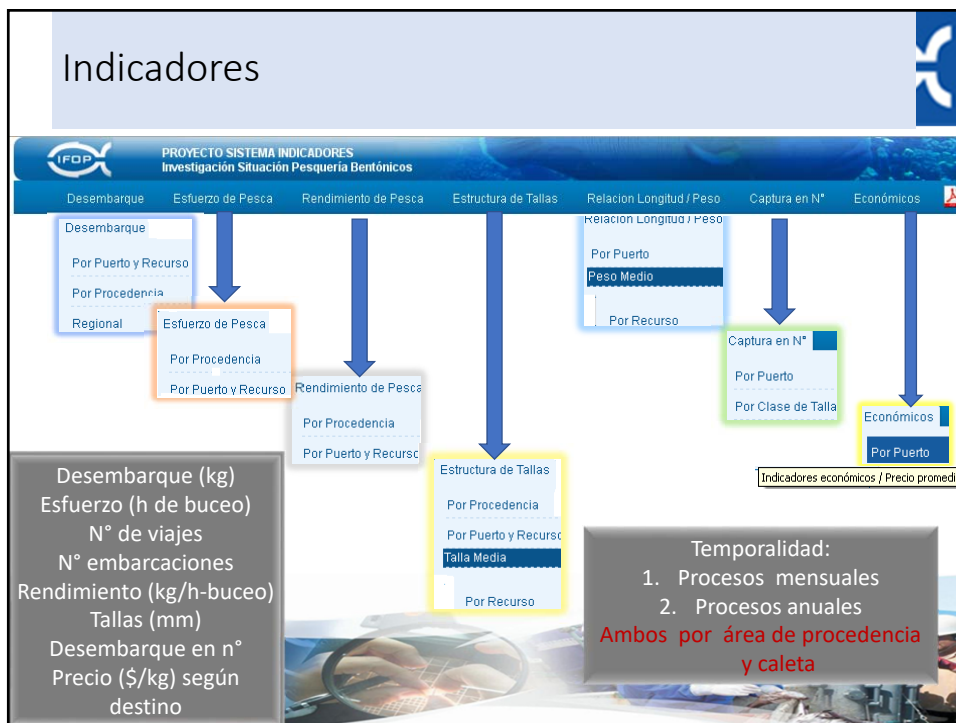 Indicadores
IFOP
PROYECTO SISTEMA INDICADORES
Investigación Situación Pesquería Bentónicos
Desembarque Esfuerzo de Pesca Rendimiento de Pesca Estructura de Tallas Relacion Longitud / Peso Captura en N° Económicos
Desembarque
Por Puerto y Recurso
Por Procedencia
Regional
Esfuerzo de Pesca
Por Procedencia
Por Puerto y Recurso
Rendimiento de Pesca
Por Procedencia
Por Puerto y Recurso
Estructura de Tallas
Por Procedencia
Por Puerto y Recurso
Talla Media
Por Recurso
Relacion Longitud / Peso
Por Puerto
Peso Medio
Por Recurso
Captura en N°
Por Puerto
Por Clase de Talla
Económicos
Por Puerto
Indicadores económicos / Precio promedi
Desembarque (kg)
Esfuerzo (h de buceo)
N° de viajes
N° embarcaciones
Rendimiento (kg/h-buceo)
Tallas (mm)
Desembarque en n°
Precio ($/kg) según
destino
Temporalidad:
1. Procesos mensuales
2. Procesos anuales
Ambos por área de procedencia
y caleta